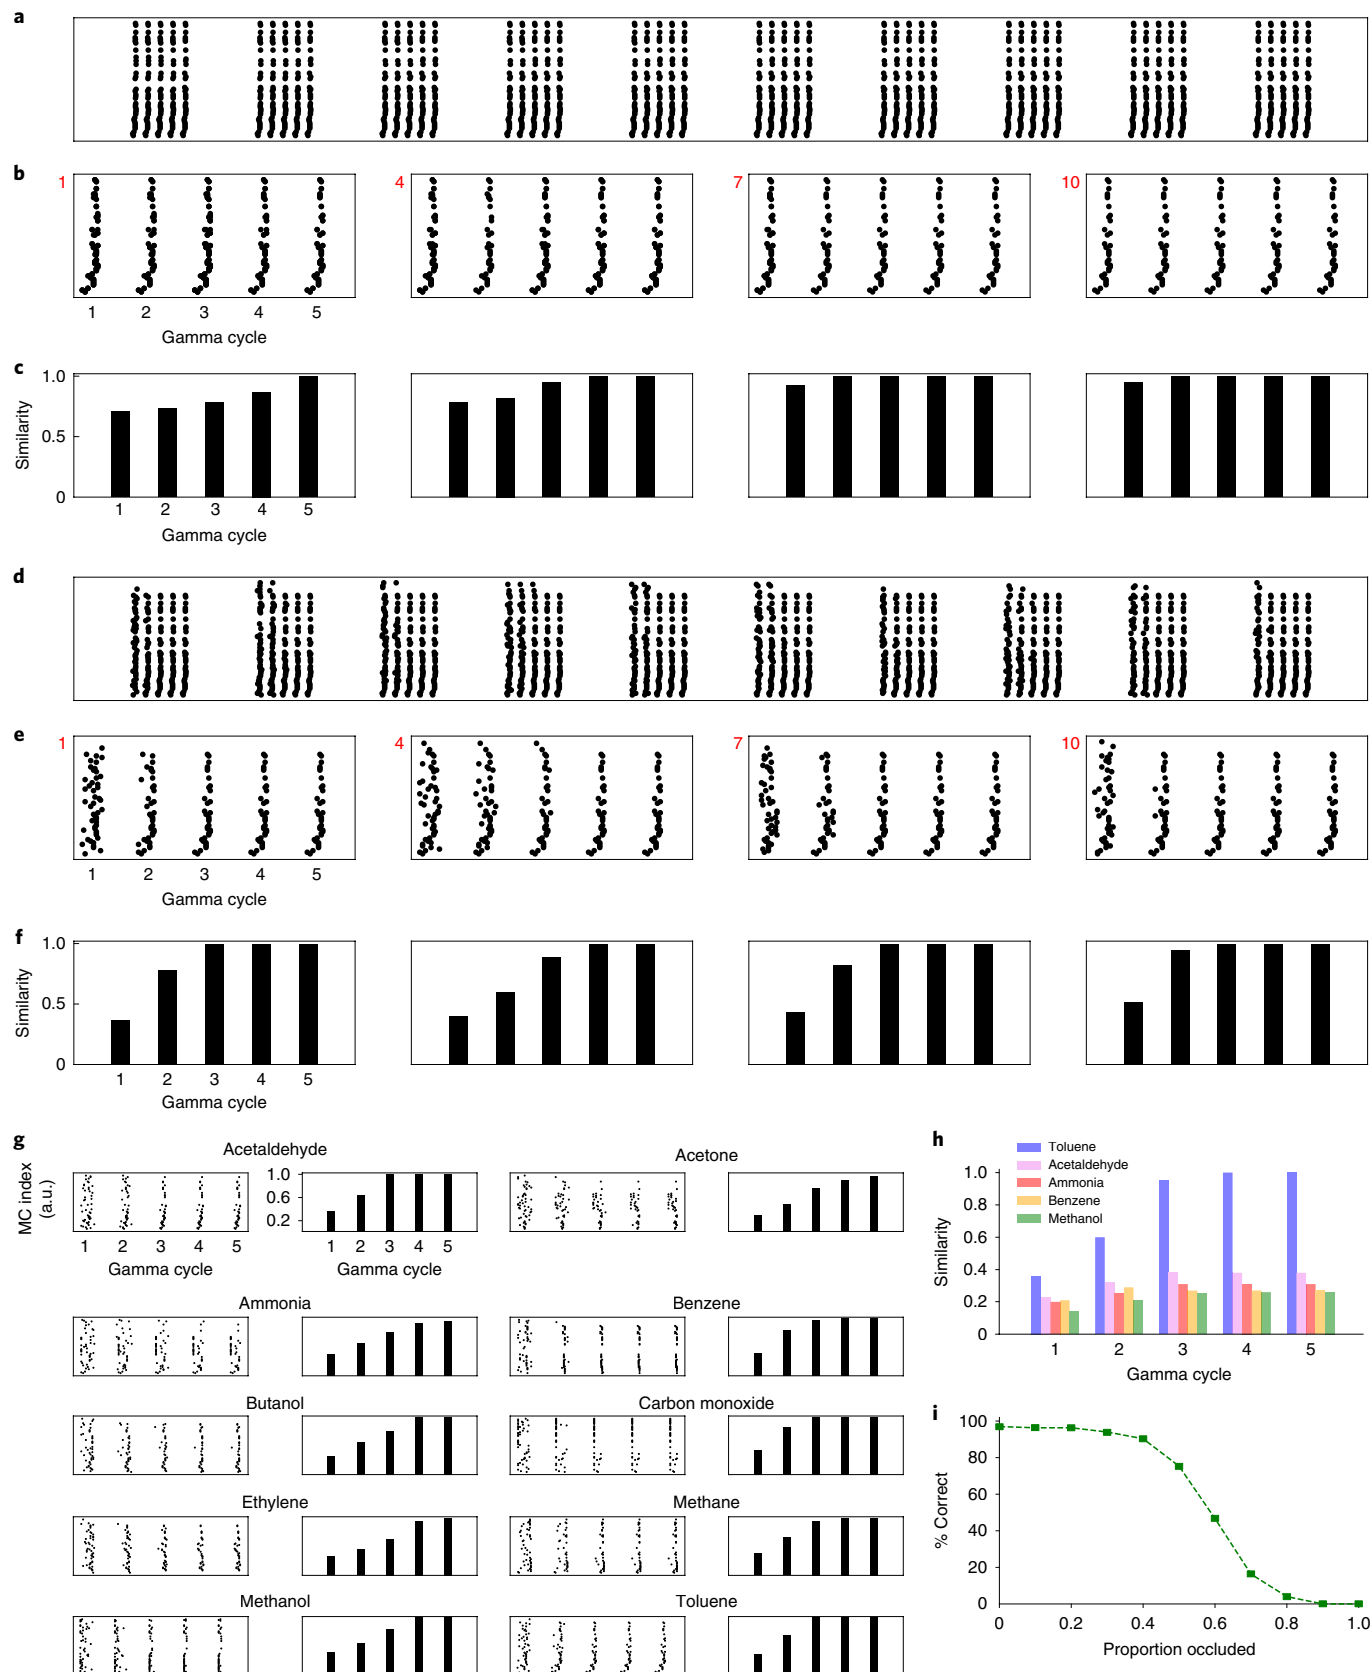 a
b
1
4
7
10
1 2 3 4 5
Gamma cycle
c
1.0
0.5
0
Similarity
1 2 3 4 5
Gamma cycle
d
e
1
4
7
10
1 2 3 4 5
Gamma cycle
f
1.0
0.5
0
Similarity
1 2 3 4 5
Gamma cycle
g
Acetaldehyde
Acetone
MC index
(a.u.)
1.0
0.6
0.2
1 2 3 4 5
1 2 3 4 5
Gamma cycle
Gamma cycle
Ammonia
Benzene
Butanol
Carbon monoxide
Ethylene
Methane
Methanol
Toluene
h
Toluene
Acetaldehyde
Ammonia
Benzene
Methanol
1.0
0.8
0.6
0.4
0.2
0
Similarity
1 2 3 4 5
Gamma cycle
i
100
80
60
40
20
0
% Correct
0 0.2 0.4 0.6 0.8 1.0
Proportion occluded